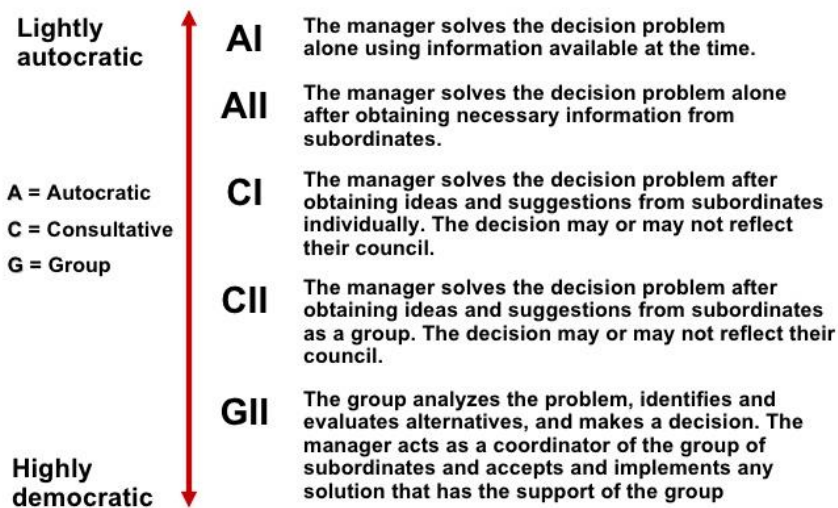 Lightly
autocratic
A = Autocratic
C = Consultative
G = Group
Highly
democratic
AI
The manager solves the decision problem
alone using information available at the time.
AII
The manager solves the decision problem alone
after obtaining necessary information from
subordinates.
CI
The manager solves the decision problem after
obtaining ideas and suggestions from subordinates
individually. The decision may or may not reflect
their council.
CII
The manager solves the decision problem after
obtaining ideas and suggestions from subordinates
as a group. The decision may or may not reflect their
council.
GII
The group analyzes the problem, identifies and
evaluates alternatives, and makes a decision. The
manager acts as a coordinator of the group of
subordinates and accepts and implements any
solution that has the support of the group